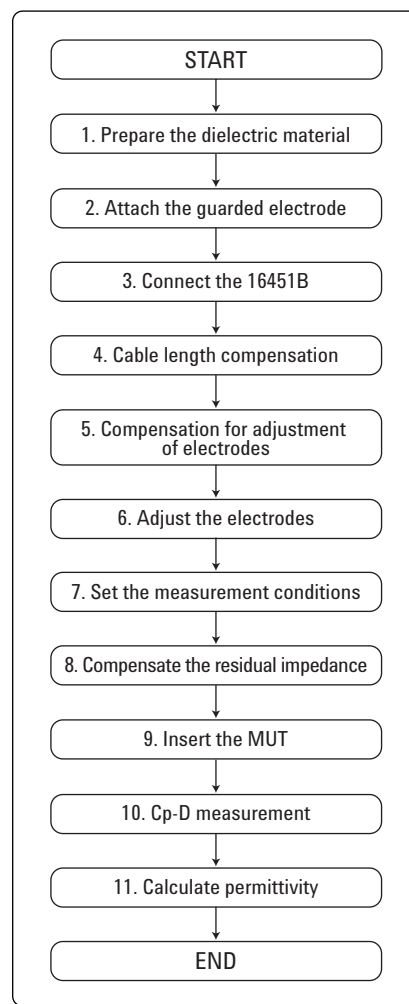 START
1. Prepare the dielectric material
2. Attach the guarded electrode
3. Connect the 16451B
4. Cable length compensation
5. Compensation for adjustment
of electrodes
6. Adjust the electrodes
7. Set the measurement conditions
8. Compensate the residual impedance
9. Insert the MUT
10. Cp-D measurement
11. Calculate permittivity
END